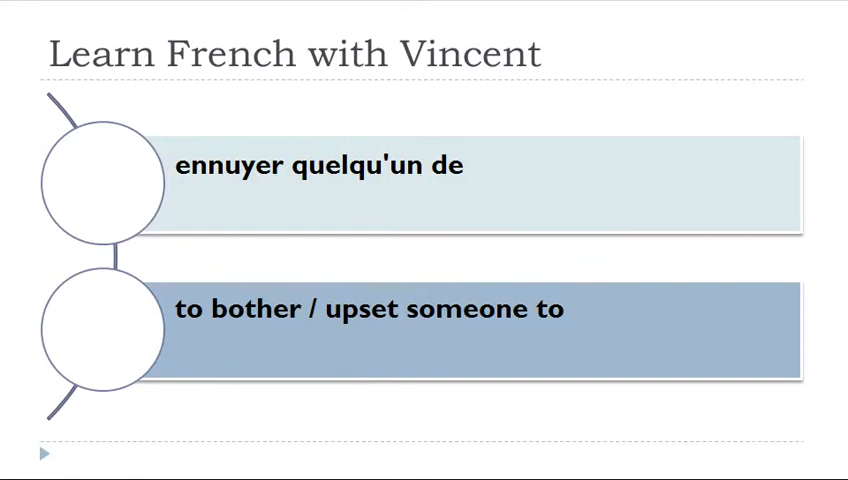 Learn French with Vincent
ennuyer quelqu'un de
to bother / upset someone to